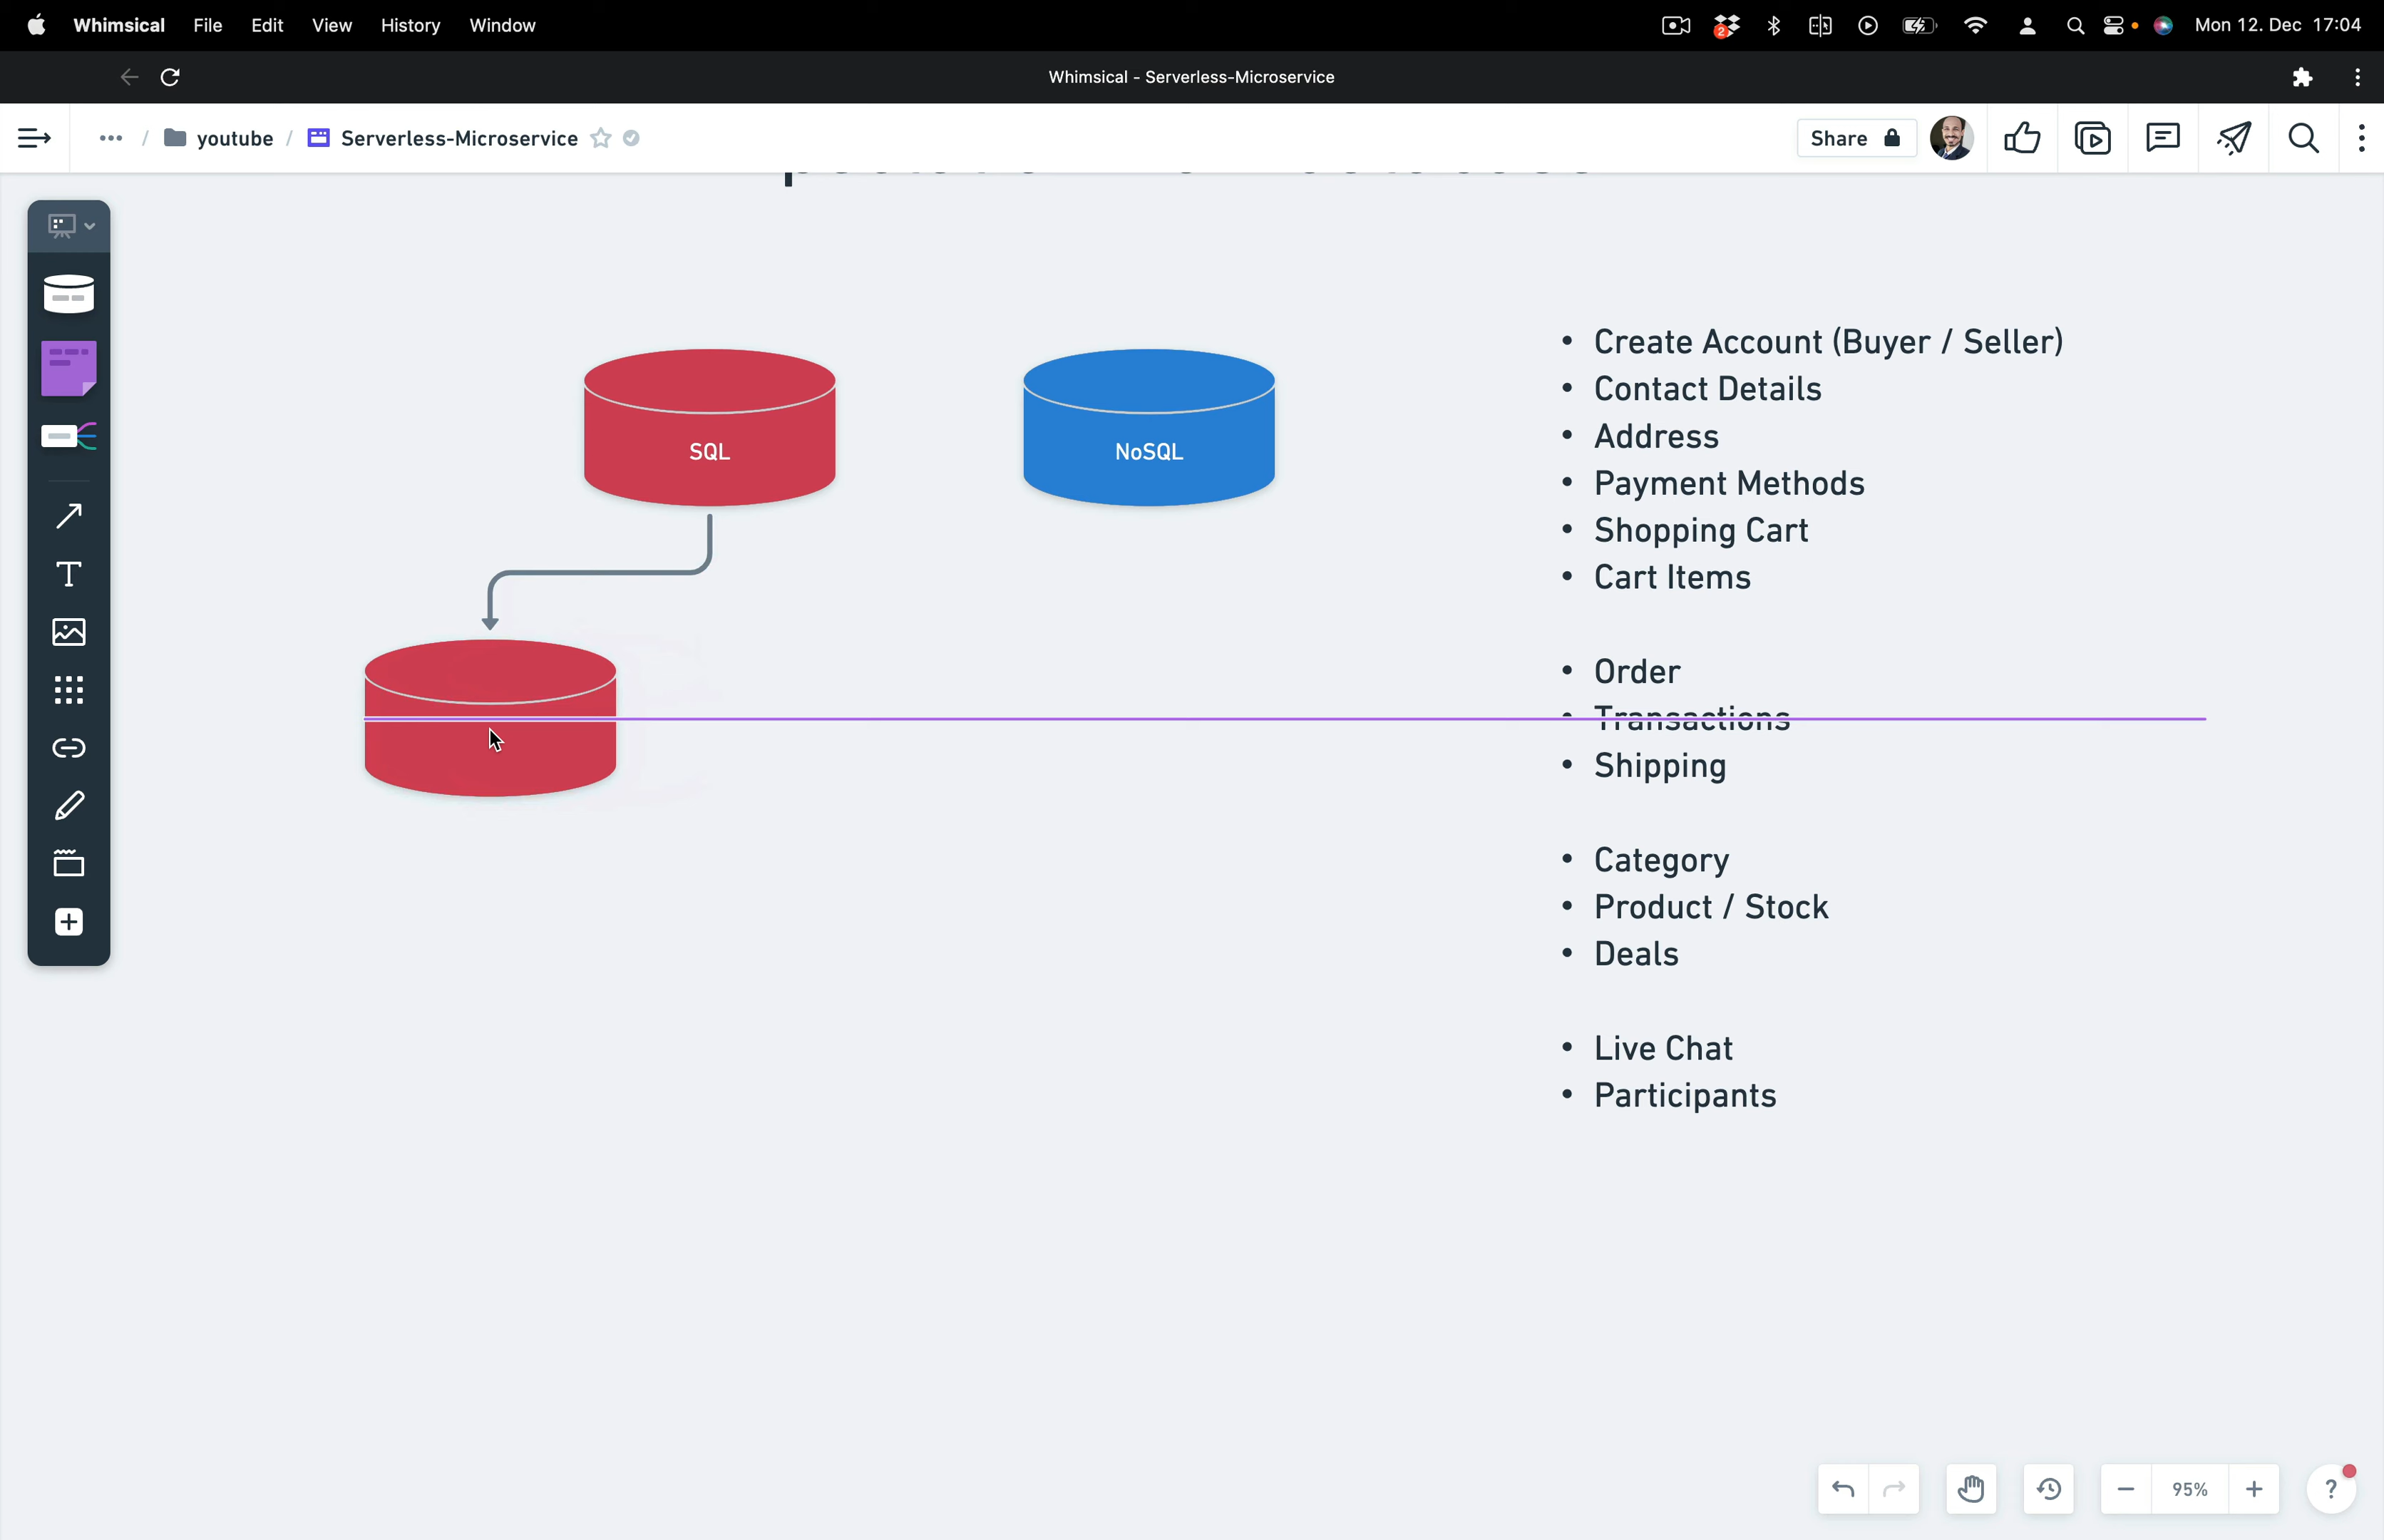 Whimsical File Edit View History Window
2
Mon 12. Dec 17:04
Whimsical - Serverless-Microservice
... / youtube / Serverless-Microservice
Share
SQL
NoSQL
• Create Account (Buyer / Seller)
• Contact Details
• Address
• Payment Methods
• Shopping Cart
• Cart Items
• Order
• Transactions
• Shipping
• Category
• Product / Stock
• Deals
• Live Chat
• Participants
95%
?